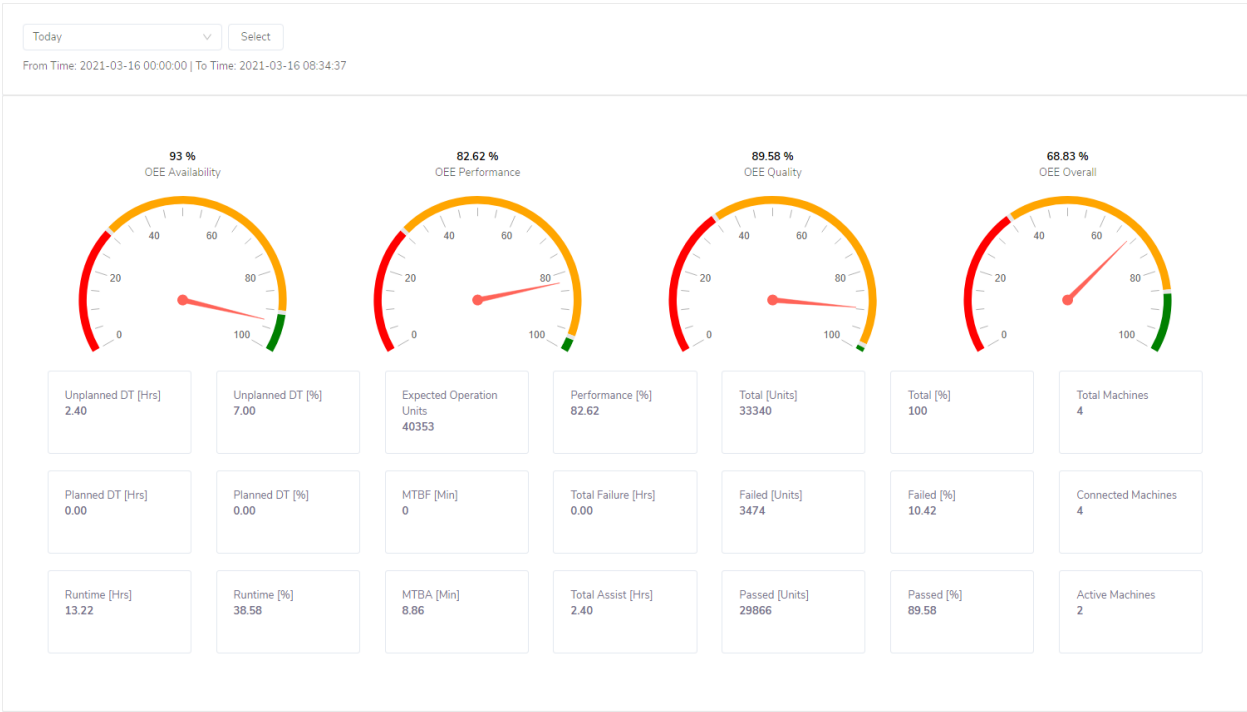 Today
Select
From Time: 2021-03-16 00:00:00 | To Time: 2021-03-16 08:34:37
93 %
OEE Availability
0
20
40
60
80
100
82.62 %
OEE Performance
0
20
40
60
80
100
89.58 %
OEE Quality
0
20
40
60
80
100
68.83 %
OEE Overall
0
20
40
60
80
100
Unplanned DT [Hrs]
2.40
Unplanned DT [%]
7.00
Expected Operation
Units
40353
Performance [%]
82.62
Total [Units]
33340
Total [%]
100
Total Machines
4
Planned DT [Hrs]
0.00
Planned DT [%]
0.00
MTBF [Min]
0
Total Failure [Hrs]
0.00
Failed [Units]
3474
Failed [%]
10.42
Connected Machines
4
Runtime [Hrs]
13.22
Runtime [%]
38.58
MTBA [Min]
8.86
Total Assist [Hrs]
2.40
Passed [Units]
29866
Passed [%]
89.58
Active Machines
2